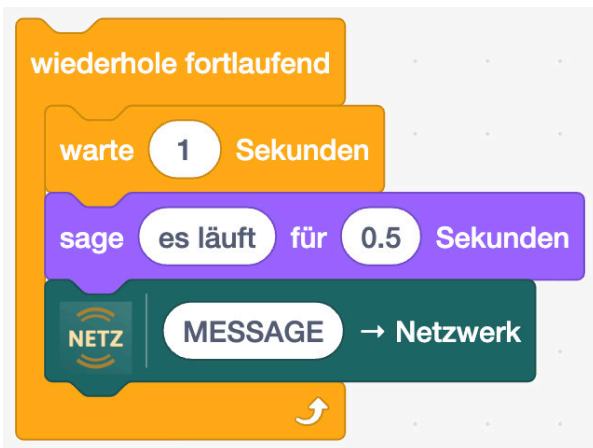 wiederhole fortlaufend
warte 1 Sekunden
sage es läuft für 0.5 Sekunden
NETZ MESSAGE → Netzwerk